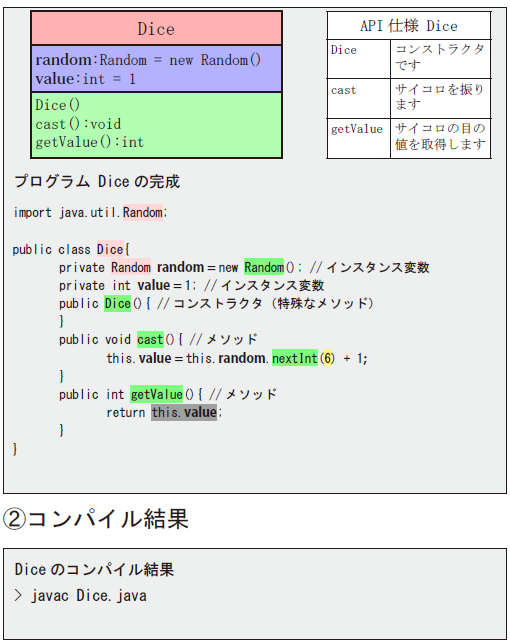 Dice
random:Random = new Random()
value:int = 1
Dice()
cast():void
getValue():int
API 仕様 Dice
Dice コンストラクタです
cast サイコロを振ります
getValue サイコロの目の値を取得します
プログラム Dice の完成
import java.util.Random;
public class Dice{
private Random random = new Random(); // インスタンス変数
private int value = 1; // インスタンス変数
public Dice(){ // コンストラクタ（特殊なメソッド）
}
public void cast(){ // メソッド
this.value = this.random.nextInt(6) + 1;
}
public int getValue(){ // メソッド
return this.value;
}
}
②コンパイル結果
Dice のコンパイル結果
> javac Dice.java